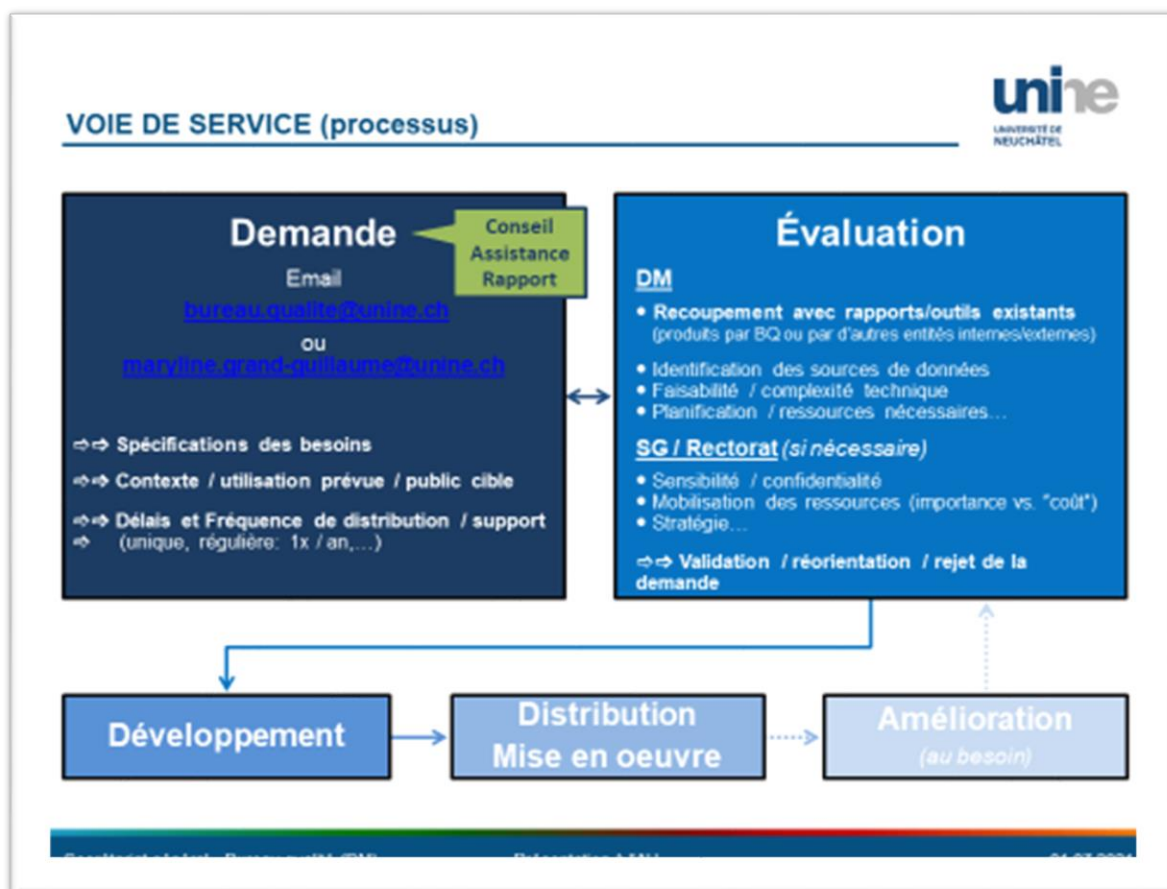 unine
UNIVERSITÉ DE
NEUCHÂTEL
VOIE DE SERVICE (processus)
Demande
Conseil
Assistance
Rapport
Email
bureau.qualite@unine.ch
ou
maryline.grand-guillaume@unine.ch
⇨⇨ Spécifications des besoins
⇨⇨ Contexte / utilisation prévue / public cible
⇨⇨ Délais et Fréquence de distribution / support
⇨ (unique, régulière: 1x / an,...)
Évaluation
DM
• Recoupement avec rapports/outils existants
(produits par BQ ou par d'autres entités internes/externes)
• Identification des sources de données
• Faisabilité / complexité technique
• Planification / ressources nécessaires...
SG / Rectorat (si nécessaire)
• Sensibilité / confidentialité
• Mobilisation des ressources (importance vs. "coût")
• Stratégie...
⇨⇨ Validation / réorientation / rejet de la
demande
Développement
Distribution
Mise en oeuvre
Amélioration
(au besoin)